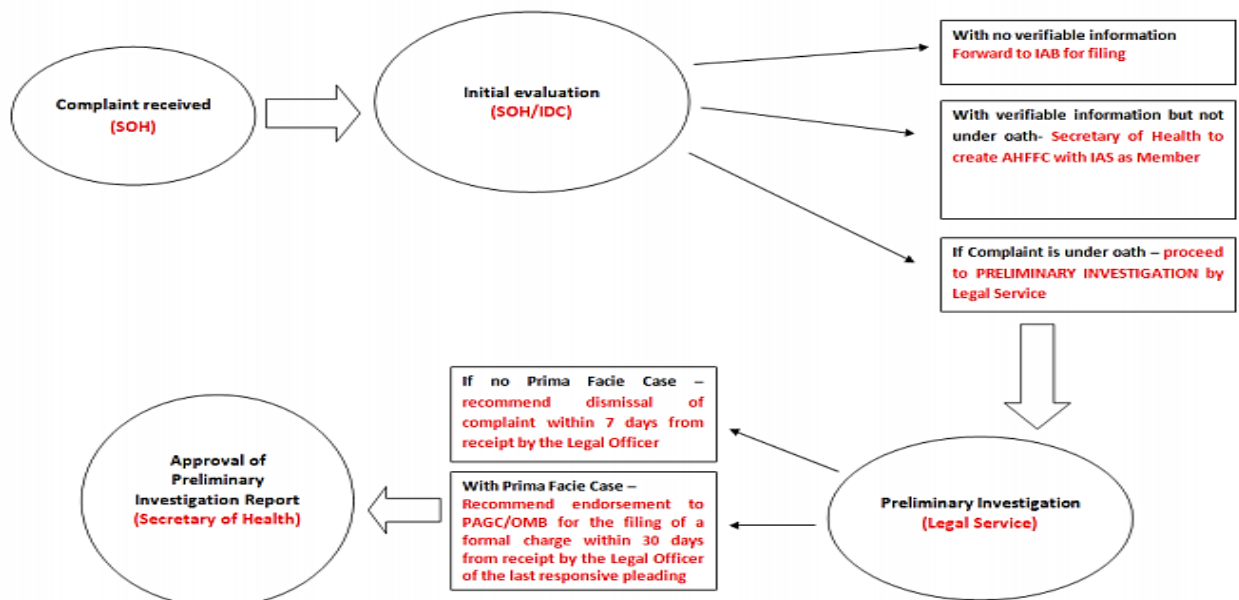 Complaint received
(SOH)
Initial evaluation
(SOH/IDC)
With no verifiable information
Forward to IAB for filing
With verifiable information but not
under oath- Secretary of Health to
create AHFFC with IAS as Member
If Complaint is under oath – proceed
to PRELIMINARY INVESTIGATION by
Legal Service
Preliminary Investigation
(Legal Service)
If no Prima Facie Case –
recommend dismissal of
complaint within 7 days from
receipt by the Legal Officer
With Prima Facie Case –
Recommend endorsement to
PAGC/OMB for the filing of a
formal charge within 30 days
from receipt by the Legal Officer
of the last responsive pleading
Approval of
Preliminary
Investigation Report
(Secretary of Health)